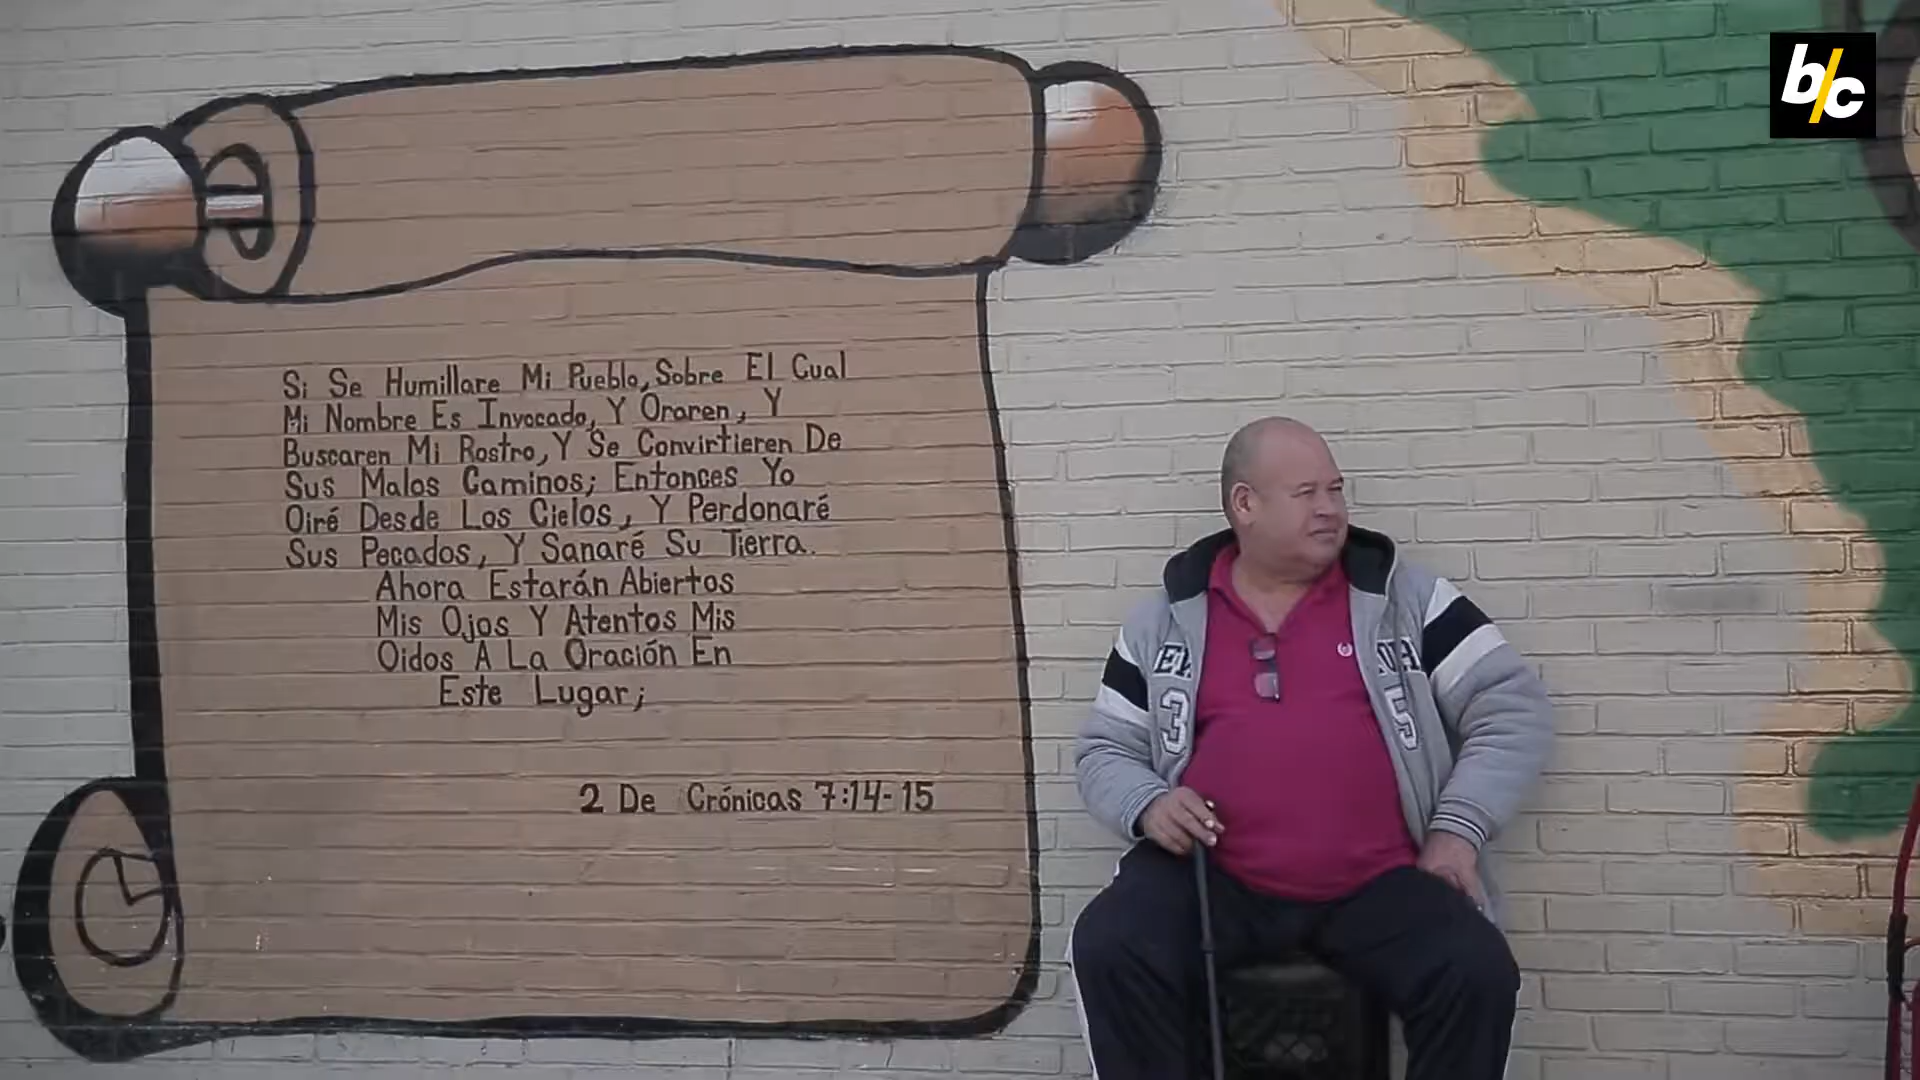 b/c
Si Se Humillare Mi Pueblo, Sobre El Cual
Mi Nombre Es Invocado, Y Oraren, Y
Buscaren Mi Rostro, Y Se Convirtieren De
Sus Malos Caminos; Entonces Yo
Oiré Desde Los Cielos, Y Perdonaré
Sus Pecados, Y Sanaré Su Tierra.
Ahora Estarán Abiertos
Mis Ojos Y Atentos Mis
Oidos A La Oración En
Este Lugar;
2 De Crónicas 7:14-15
3 5